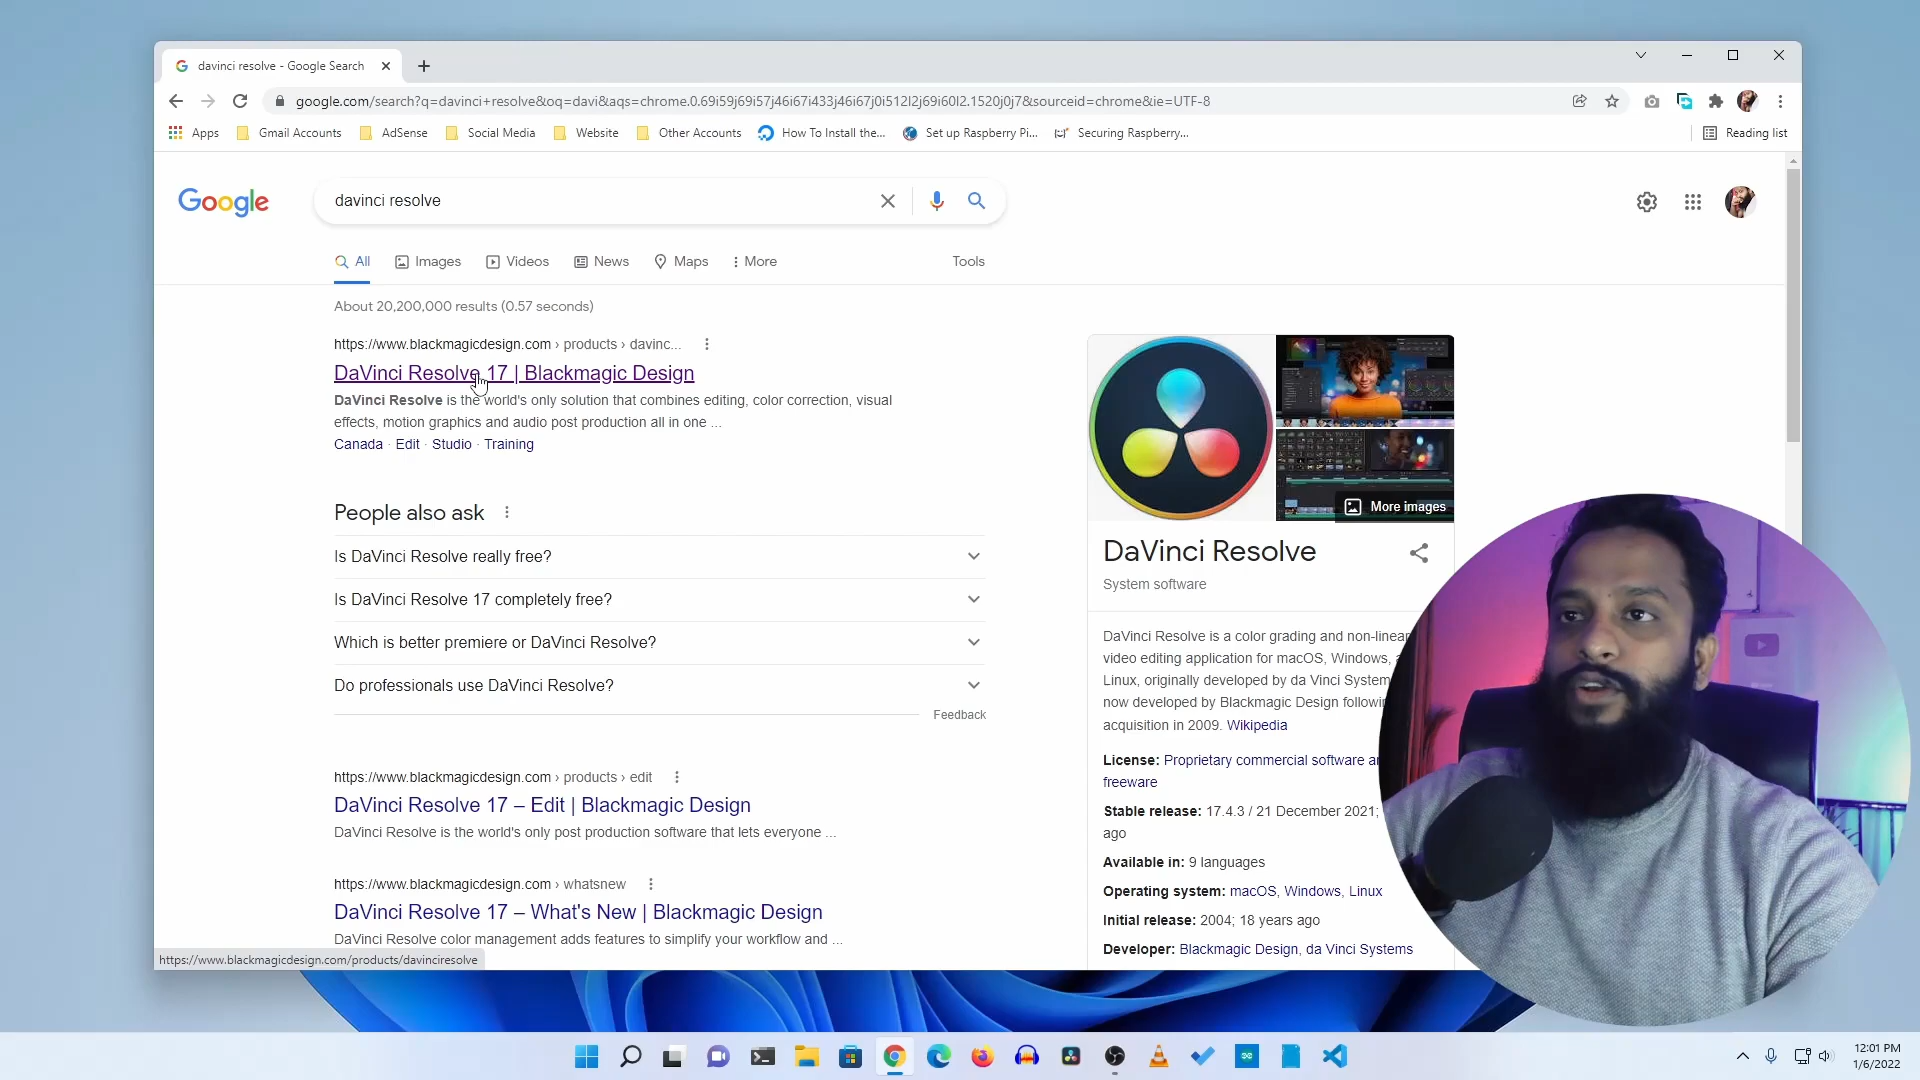 davinci resolve - Google Search
google.com/search?q=davinci+resolve&oq=davi&aqs=chrome.0.69i59j69i57j46i67i433j46i67j0i512l2j69i60l2.1520j0j7&sourceid=chrome&ie=UTF-8
Apps Gmail Accounts AdSense Social Media Website Other Accounts How To Install the... Set up Raspberry Pi... Securing Raspberry... Reading list
Google davinci resolve
All Images Videos News Maps More Tools
About 20,200,000 results (0.57 seconds)
https://www.blackmagicdesign.com › products › davinc...
DaVinci Resolve 17 | Blackmagic Design
DaVinci Resolve is the world's only solution that combines editing, color correction, visual
effects, motion graphics and audio post production all in one ...
Canada · Edit · Studio · Training
People also ask
Is DaVinci Resolve really free?
Is DaVinci Resolve 17 completely free?
Which is better premiere or DaVinci Resolve?
Do professionals use DaVinci Resolve?
Feedback
https://www.blackmagicdesign.com › products › edit
DaVinci Resolve 17 – Edit | Blackmagic Design
DaVinci Resolve is the world's only post production software that lets everyone ...
https://www.blackmagicdesign.com › whatsnew
DaVinci Resolve 17 – What's New | Blackmagic Design
DaVinci Resolve color management adds features to simplify your workflow and ...
https://www.blackmagicdesign.com/products/davinciresolve
More images
DaVinci Resolve
System software
DaVinci Resolve is a color grading and non-linear
video editing application for macOS, Windows,
Linux, originally developed by da Vinci System
now developed by Blackmagic Design followin
acquisition in 2009. Wikipedia
License: Proprietary commercial software
freeware
Stable release: 17.4.3 / 21 December 2021;
ago
Available in: 9 languages
Operating system: macOS, Windows, Linux
Initial release: 2004; 18 years ago
Developer: Blackmagic Design, da Vinci Systems
12:01 PM
1/6/2022